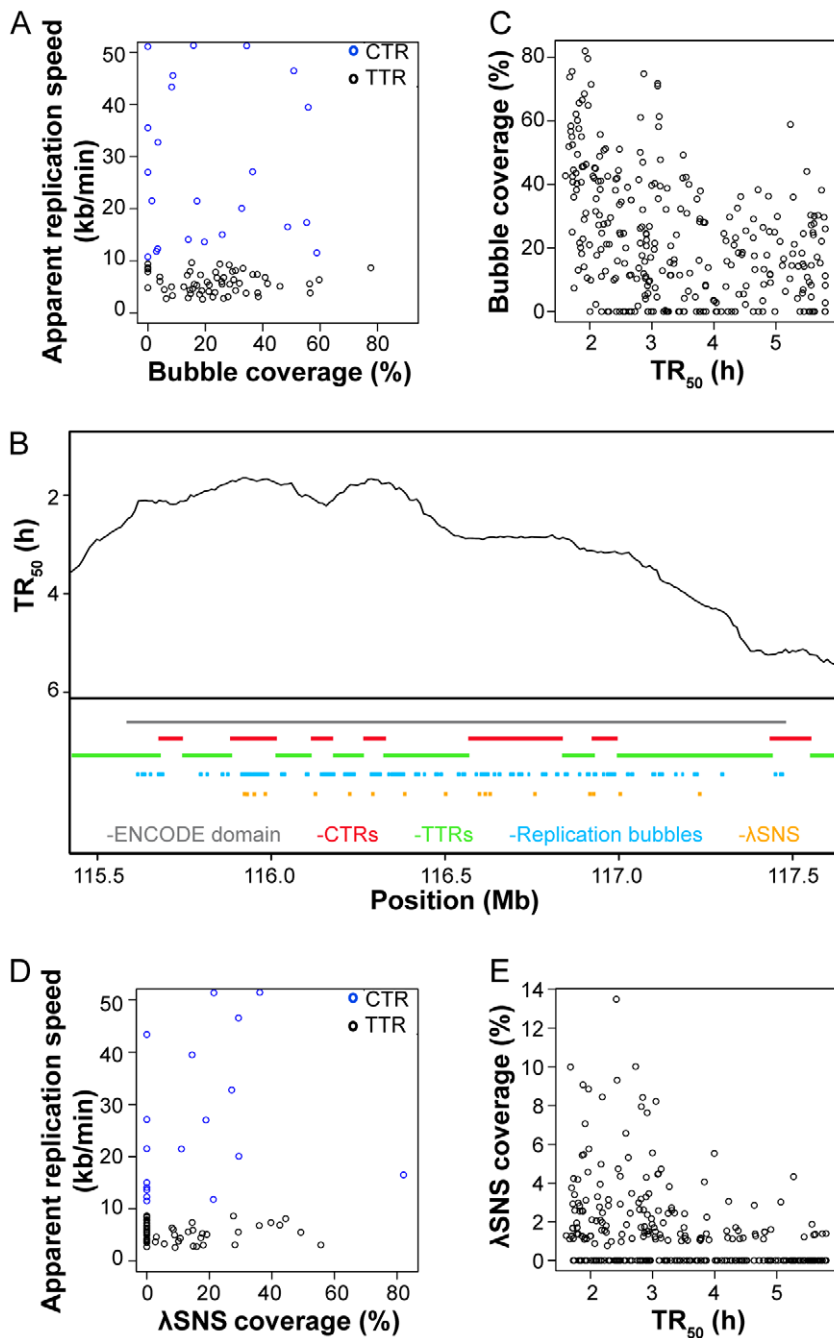 A
Apparent replication speed
(kb/min)
50
40
30
20
10
0
CTR
TTR
0 20 40 60 80
Bubble coverage (%)
C
Bubble coverage (%)
80
60
40
20
0
2 3 4 5
TR50 (h)
B
TR50 (h)
2
4
6
-ENCODE domain -CTRs -TTRs -Replication bubbles -λSNS
115.5 116.0 116.5 117.0 117.5
Position (Mb)
D
Apparent replication speed
(kb/min)
50
40
30
20
10
0
CTR
TTR
0 20 40 60 80
λSNS coverage (%)
E
λSNS coverage (%)
14
12
10
8
6
4
2
0
2 3 4 5
TR50 (h)